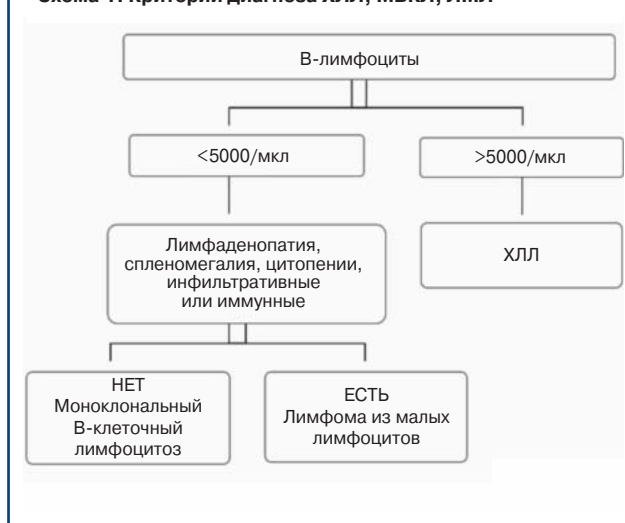 В-лимфоциты
<5000/мкл
>5000/мкл
Лимфаденопатия,
спленомегалия, цитопении,
инфильтративные
или иммунные
ХЛЛ
НЕТ
Моноклональный
В-клеточный
лимфоцитоз
ЕСТЬ
Лимфома из малых
лимфоцитов